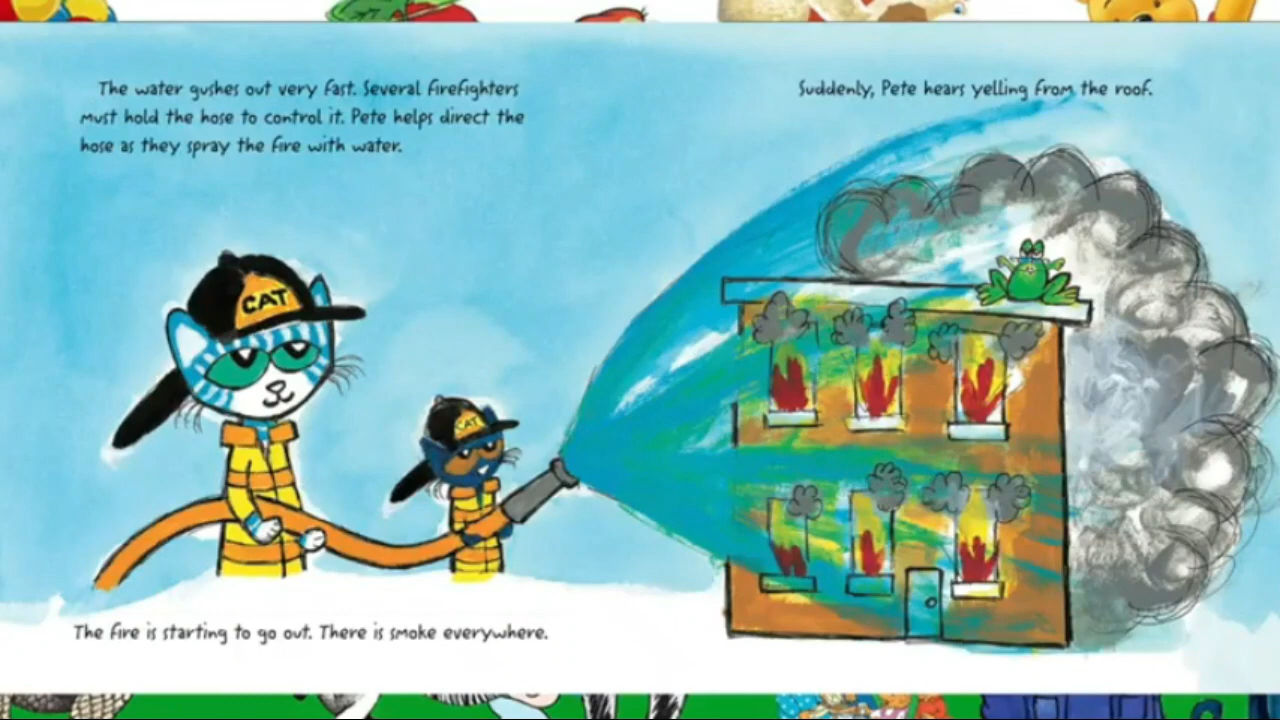 The water gushes out very fast. Several firefighters
must hold the hose to control it. Pete helps direct the
hose as they spray the fire with water.
Suddenly, Pete hears yelling from the roof.
CAT
CAT
The fire is starting to go out. There is smoke everywhere.